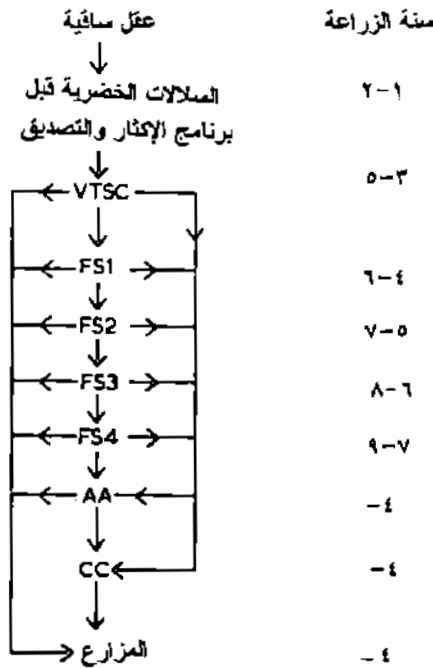 عقل ساقية سنة الزراعة
السلالات الخضرية قبل ١-٢
برنامج الإكثار والتصديق
VTSC ٣-٥
FS1 ٤-٦
FS2 ٥-٧
FS3 ٦-٨
FS4 ٧-٩
AA ٤-
CC ٤-
المزارع ٤-